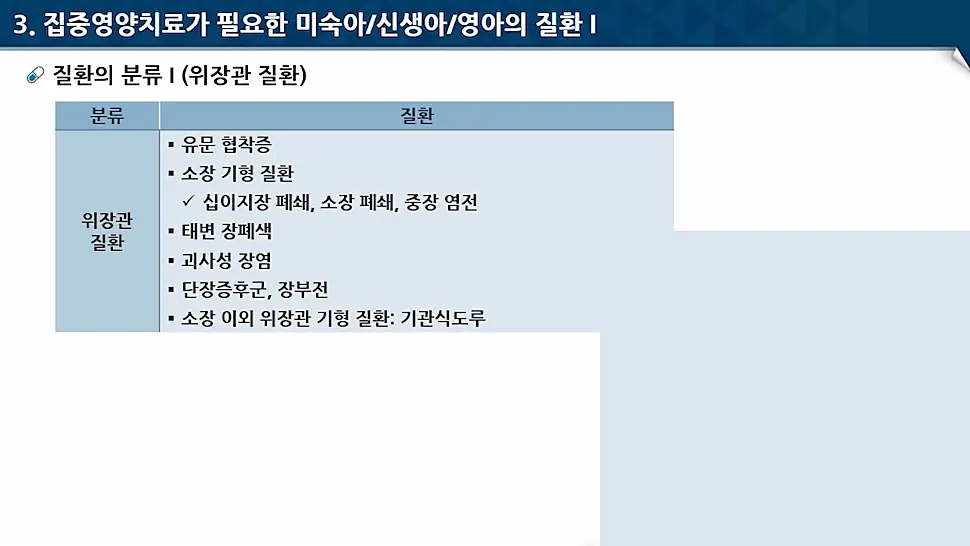 3. 집중영양치료가 필요한 미숙아/신생아/영아의 질환 I
질환의 분류 I (위장관 질환)
분류 질환
위장관
질환
▪ 유문 협착증
▪ 소장 기형 질환
✓ 십이지장 폐쇄, 소장 폐쇄, 중장 염전
▪ 태변 장폐색
▪ 괴사성 장염
▪ 단장증후군, 장부전
▪ 소장 이외 위장관 기형 질환: 기관식도루